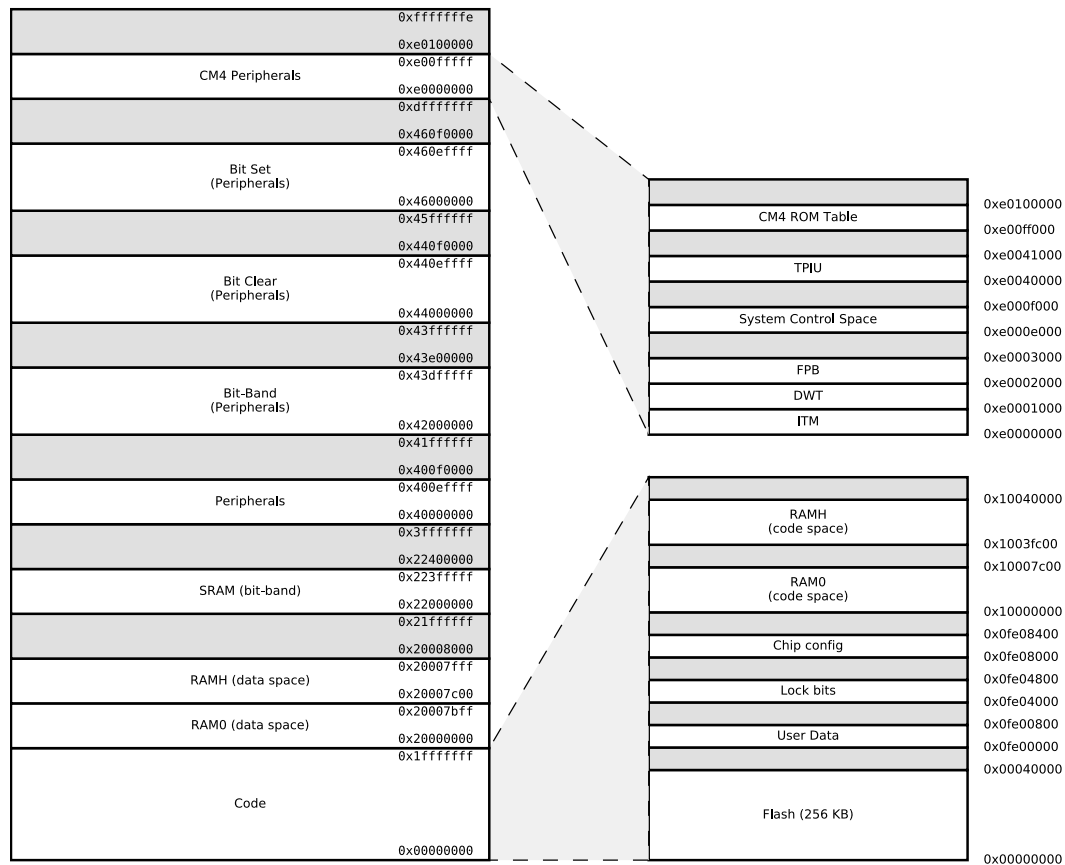 0xfffffffe
0xe0100000
0xe00fffff
CM4 Peripherals
0xe0000000
0xdfffffff
0x460f0000
0x460effff
Bit Set
(Peripherals)
0x46000000
0x45ffffff
0x440f0000
0x440effff
Bit Clear
(Peripherals)
0x44000000
0x43ffffff
0x43e00000
0x43dfffff
Bit-Band
(Peripherals)
0x42000000
0x41ffffff
0x400f0000
0x400effff
Peripherals
0x40000000
0x3fffffff
0x22400000
0x223fffff
SRAM (bit-band)
0x22000000
0x21ffffff
0x20008000
0x20007fff
RAMH (data space)
0x20007c00
0x20007bff
RAM0 (data space)
0x20000000
0x1fffffff
Code
0x00000000
0xe0100000
CM4 ROM Table
0xe00ff000
0xe0041000
TPIU
0xe0040000
0xe000f000
System Control Space
0xe000e000
0xe0003000
FPB
0xe0002000
DWT
0xe0001000
ITM
0xe0000000
0x10040000
RAMH
(code space)
0x1003fc00
0x10007c00
RAM0
(code space)
0x10000000
0x0fe08400
Chip config
0x0fe08000
0x0fe04800
Lock bits
0x0fe04000
0x0fe00800
User Data
0x0fe00000
0x00040000
Flash (256 KB)
0x00000000